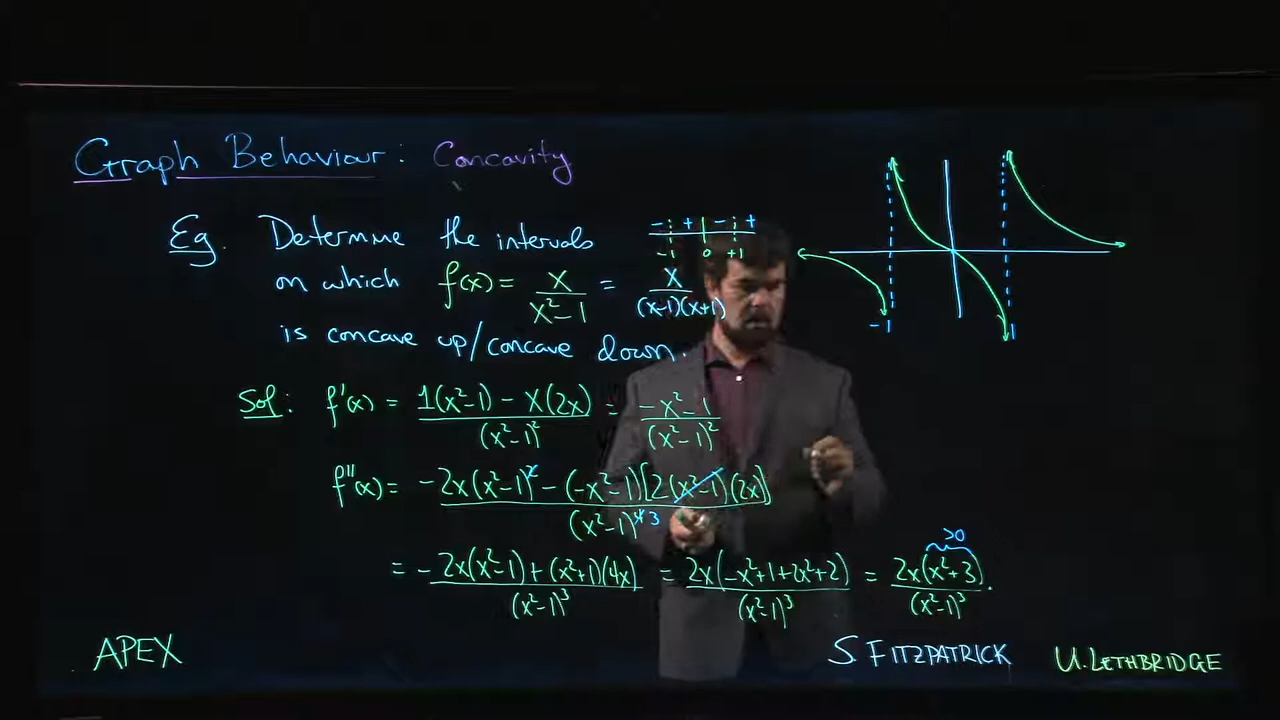 Graph Behaviour: Concavity
- + - +
-1 0 +1
Eg. Determine the intervals
on which f(x) = x/(x²-1) = x/((x-1)(x+1))
is concave up/concave down.
-1 1
Sol: f'(x) = (1(x²-1) - x(2x))/(x²-1)² = (-x²-1)/(x²-1)²
f''(x) = (-2x(x²-1)² - (-x²-1)[2(x²-1)(2x)])/(x²-1)⁴ ³
>0
= (-2x(x²-1)+(x²+1)(4x))/(x²-1)³ = (2x(-x²+1+2x²+2))/(x²-1)³ = (2x(x²+3))/(x²-1)³.
APEX S. FITZPATRICK U. LETHBRIDGE